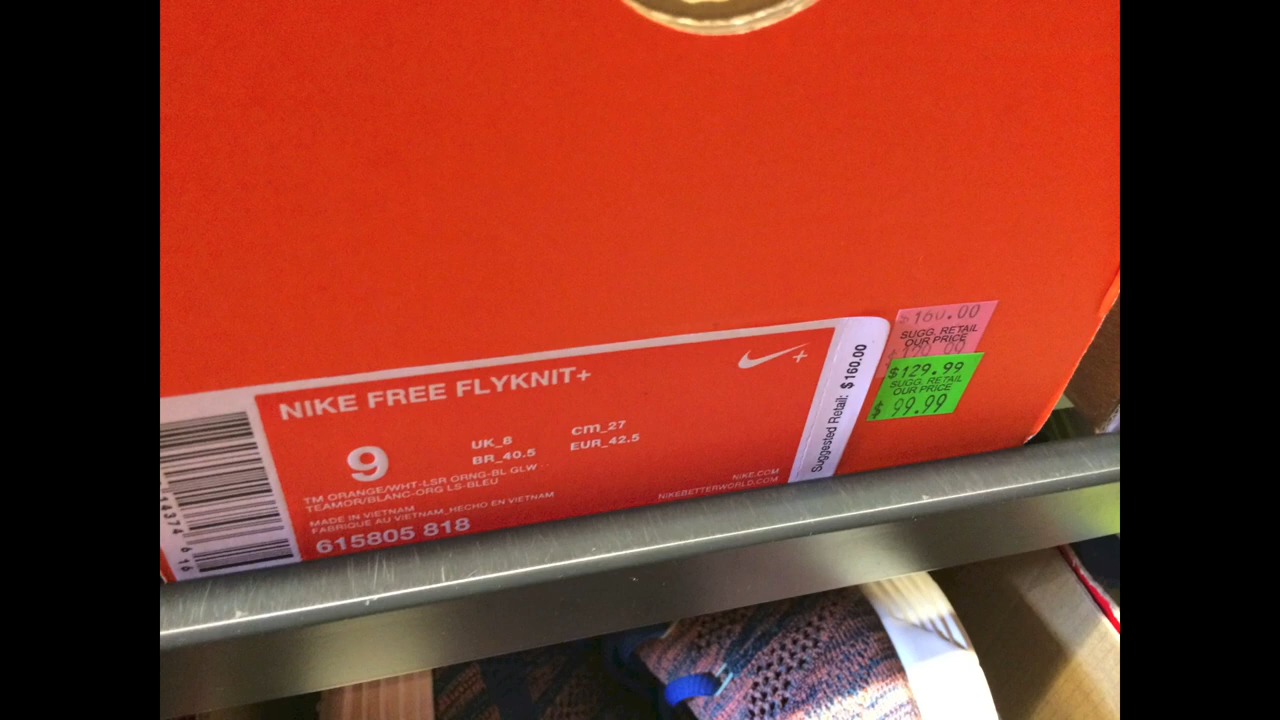 NIKE FREE FLYKNIT+
9
UK_8
BR_40.5
cm_27
EUR_42.5
TM ORANGE/WHT-LSR ORNG-BL GLW
TEAMOR/BLANC-ORG LS-BLEU
MADE IN VIETNAM
FABRIQUE AU VIETNAM_HECHO EN VIETNAM
615805 818
NIKE.COM
NIKEBETTERWORLD.COM
Suggested Retail: $160.00
$160.00
SUGG. RETAIL
OUR PRICE
$129.99
SUGG. RETAIL
OUR PRICE
$99.99